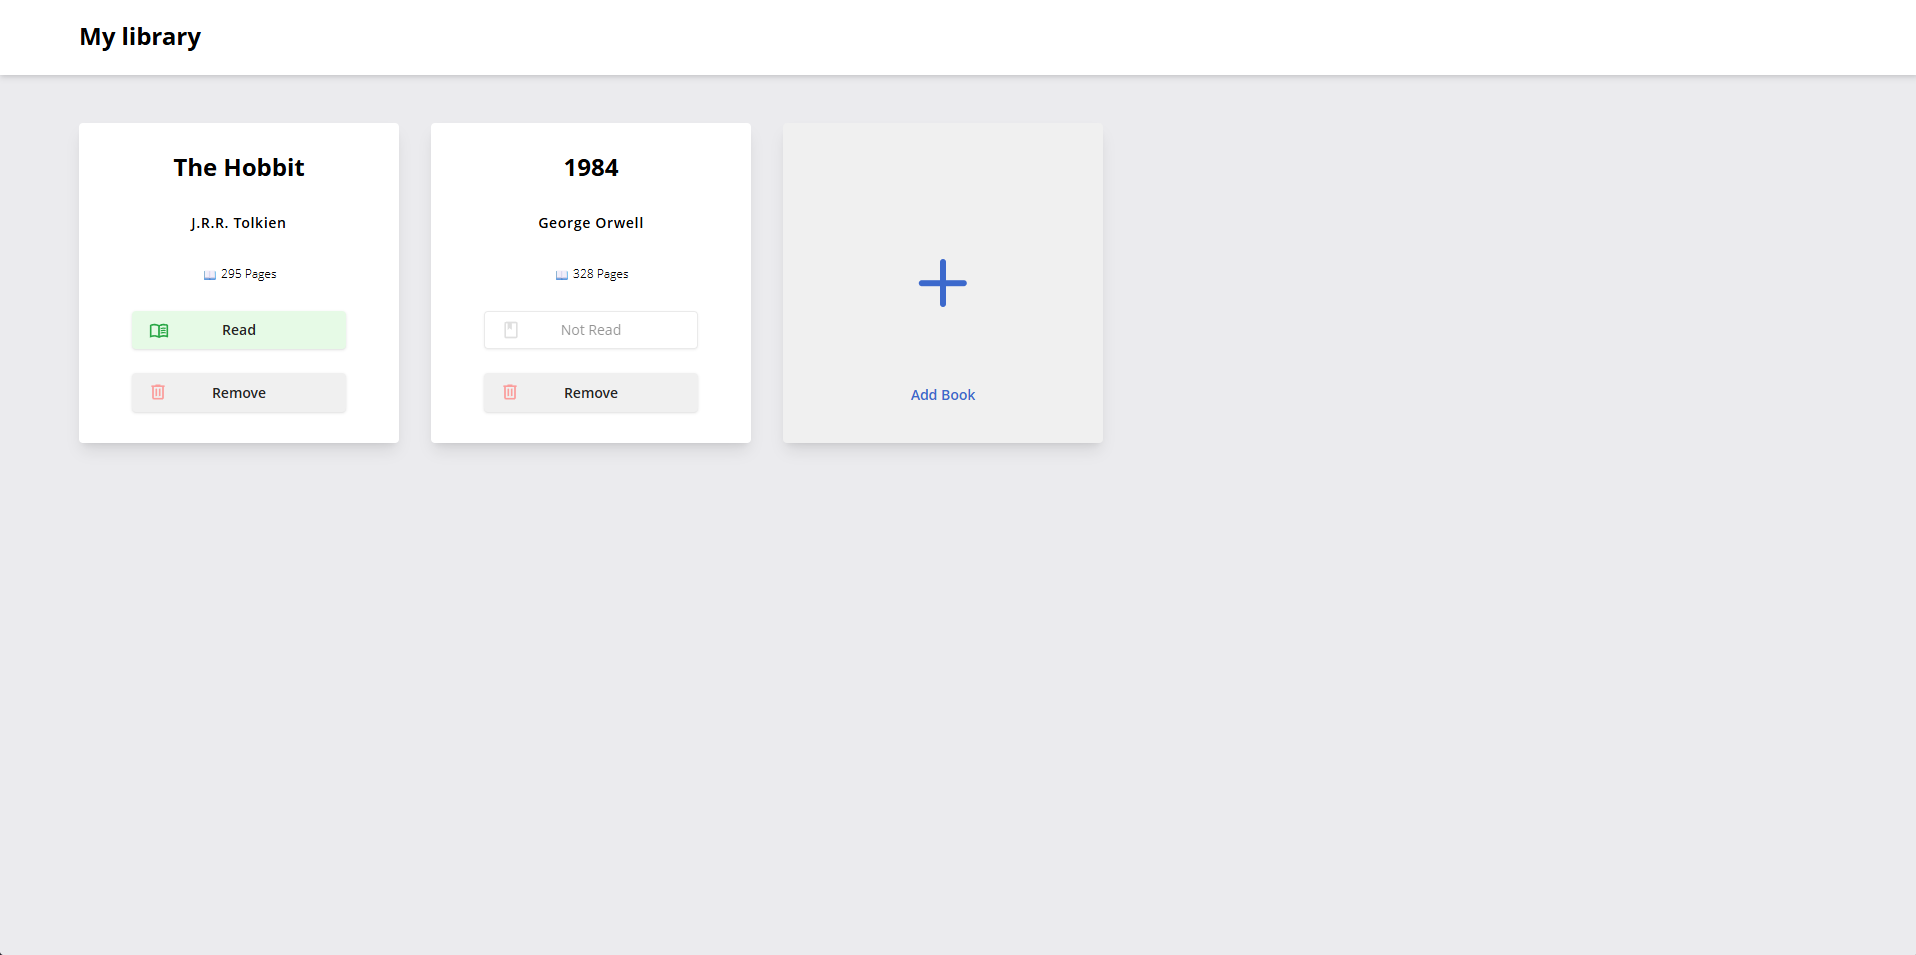 My library
The Hobbit
J.R.R. Tolkien
295 Pages
Read
Remove
1984
George Orwell
328 Pages
Not Read
Remove
Add Book